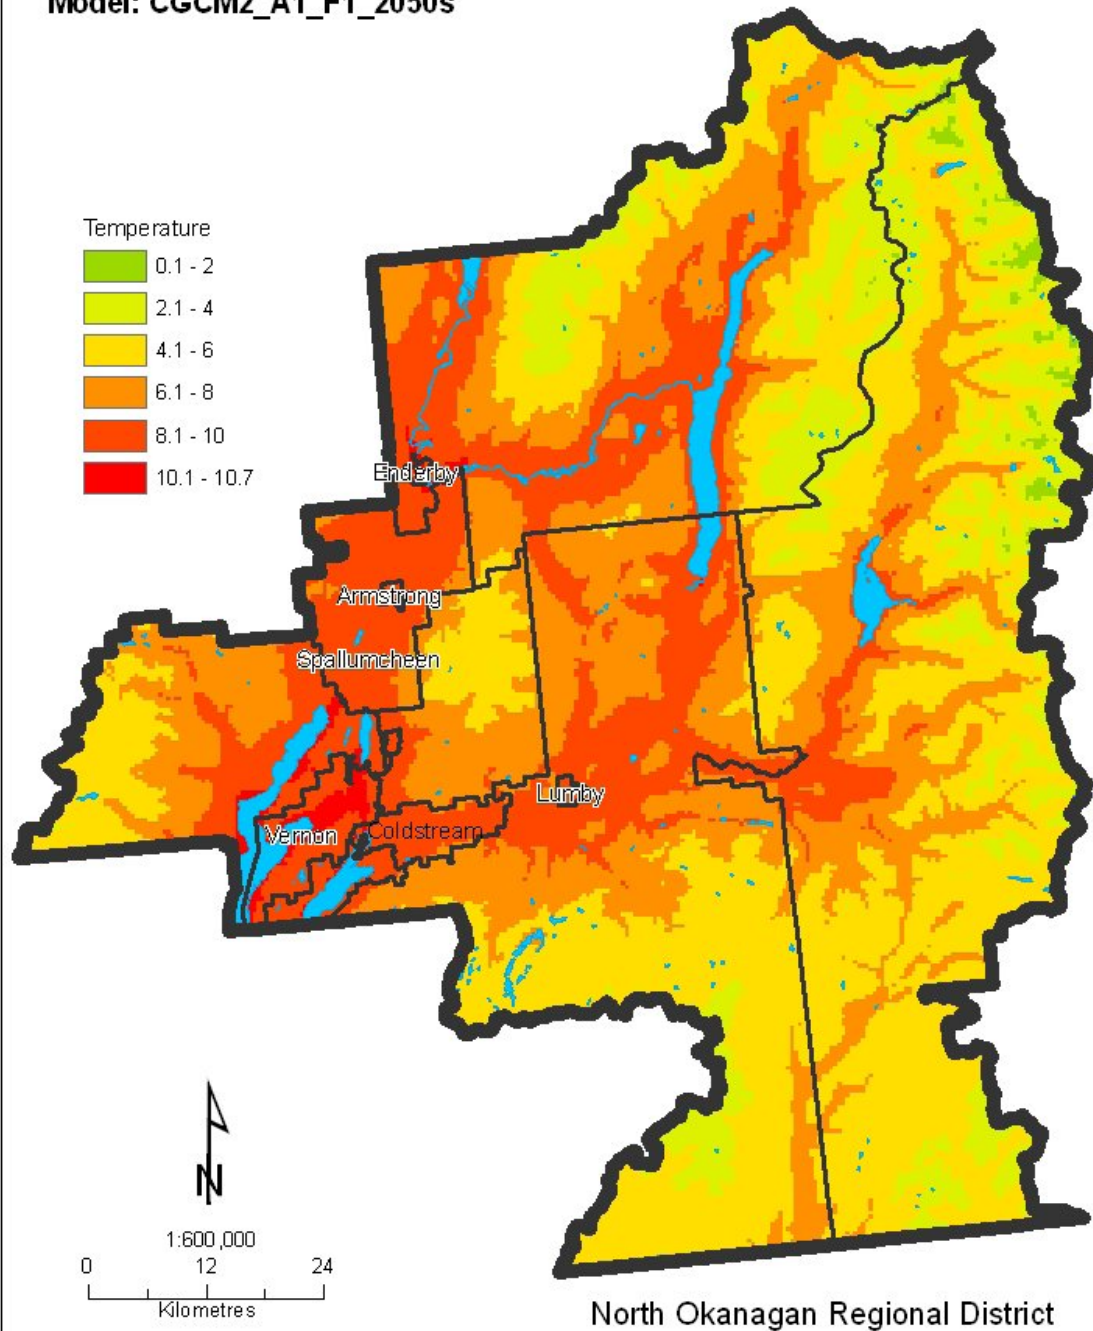 Model: CGCM2_A1_F1_2050s
Temperature
0.1 - 2
2.1 - 4
4.1 - 6
6.1 - 8
8.1 - 10
10.1 - 10.7
Enderby
Armstrong
Spallumcheen
Lumby
Vernon
Coldstream
N
1:600,000
0 12 24
Kilometres
North Okanagan Regional District